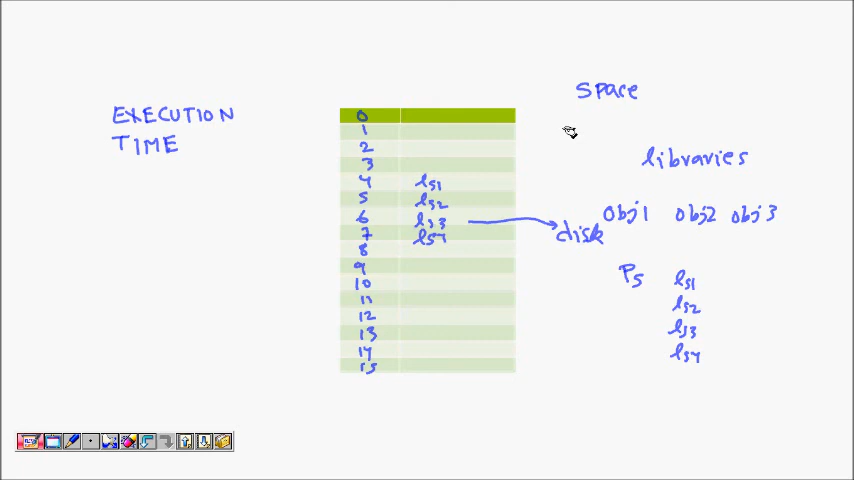 EXECUTION
TIME
space
libraries
obj1 obj2 obj3
disk
P5 ls1
ls2
ls3
ls4
0
1
2
3
4 ls1
5 ls2
6 ls3
7 ls4
8
9
10
11
12
13
14
15